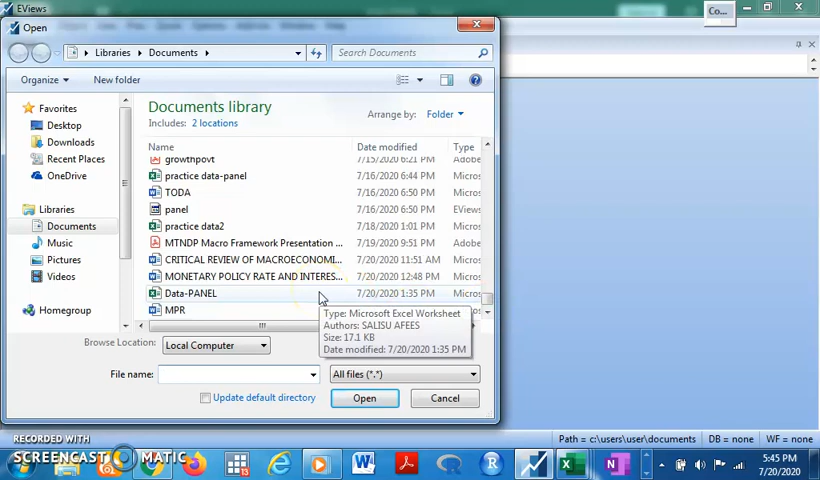 EViews
Co...
Open
Libraries
Documents
Search Documents
Organize
New folder
Documents library
Includes: 2 locations
Arrange by:
Folder
Favorites
Desktop
Downloads
Recent Places
OneDrive
Libraries
Documents
Music
Pictures
Videos
Homegroup
Name
Date modified
Type
growthpovt
7/15/2020 6:21 PM
Adobe
practice data-panel
7/16/2020 6:44 PM
Micros
TODA
7/16/2020 6:50 PM
Micros
panel
7/16/2020 6:50 PM
EViews
practice data2
7/18/2020 1:01 PM
Micros
MTNDP Macro Framework Presentation ...
7/19/2020 9:51 PM
Adobe
CRITICAL REVIEW OF MACROECONOMI...
7/20/2020 11:51 AM
Micros
MONETARY POLICY RATE AND INTERES...
7/20/2020 12:48 PM
Micros
Data-PANEL
7/20/2020 1:35 PM
Micros
MPR
Type: Microsoft Excel Worksheet
Authors: SALISU AFEES
Size: 17.1 KB
Date modified: 7/20/2020 1:35 PM
Browse Location:
Local Computer
File name:
All files (*.*)
Update default directory
Open
Cancel
RECORDED WITH
SCREENCAST MATIC
Path = c:\users\user\documents
DB = none
WF = none
5:45 PM
7/20/2020